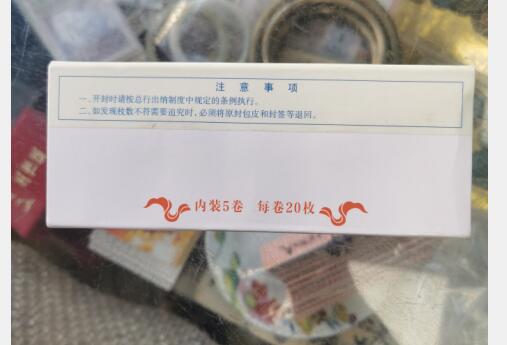 注意事项
一、开封时请按总行出纳制度中规定的条例执行。
二、如发现枚数不符需要追究时，必须将原封包皮和封签等退回。
内装5卷 每卷20枚